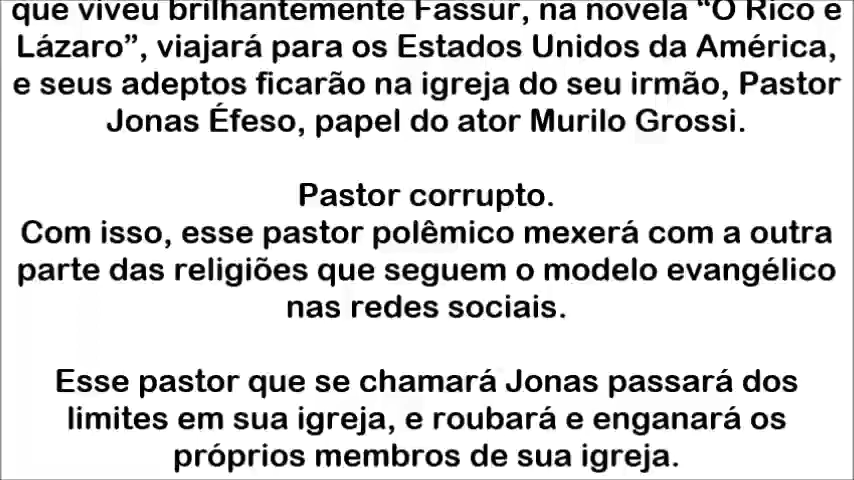 que viveu brilhantemente Fassur, na novela “O Rico e
Lázaro”, viajará para os Estados Unidos da América,
e seus adeptos ficarão na igreja do seu irmão, Pastor
Jonas Éfeso, papel do ator Murilo Grossi.
Pastor corrupto.
Com isso, esse pastor polêmico mexerá com a outra
parte das religiões que seguem o modelo evangélico
nas redes sociais.
Esse pastor que se chamará Jonas passará dos
limites em sua igreja, e roubará e enganará os
próprios membros de sua igreja.